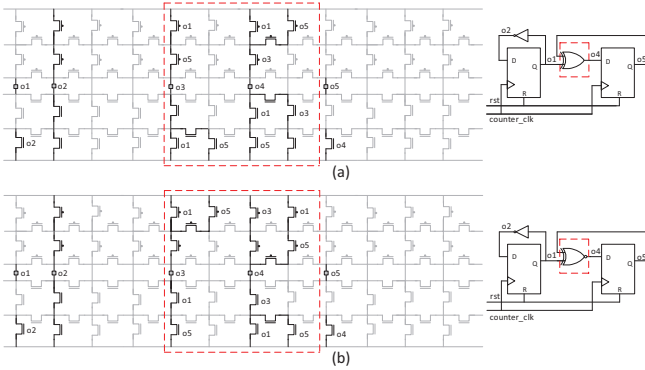 o1 o1 o5 o2
o5 o1 o4 o5
D Q D Q
o1 o2 o3 o4 o5
R R
rst
counter_clk
o1 o3
o2 o1 o5 o5 o3 o4
(a)
o1 o5 o3 o1 o2
o5 o5 o1 o4 o5
D Q D Q
o1 o2 o3 o4 o5
R R
rst
counter_clk
o1 o3
o2 o5 o1 o5 o4
(b)